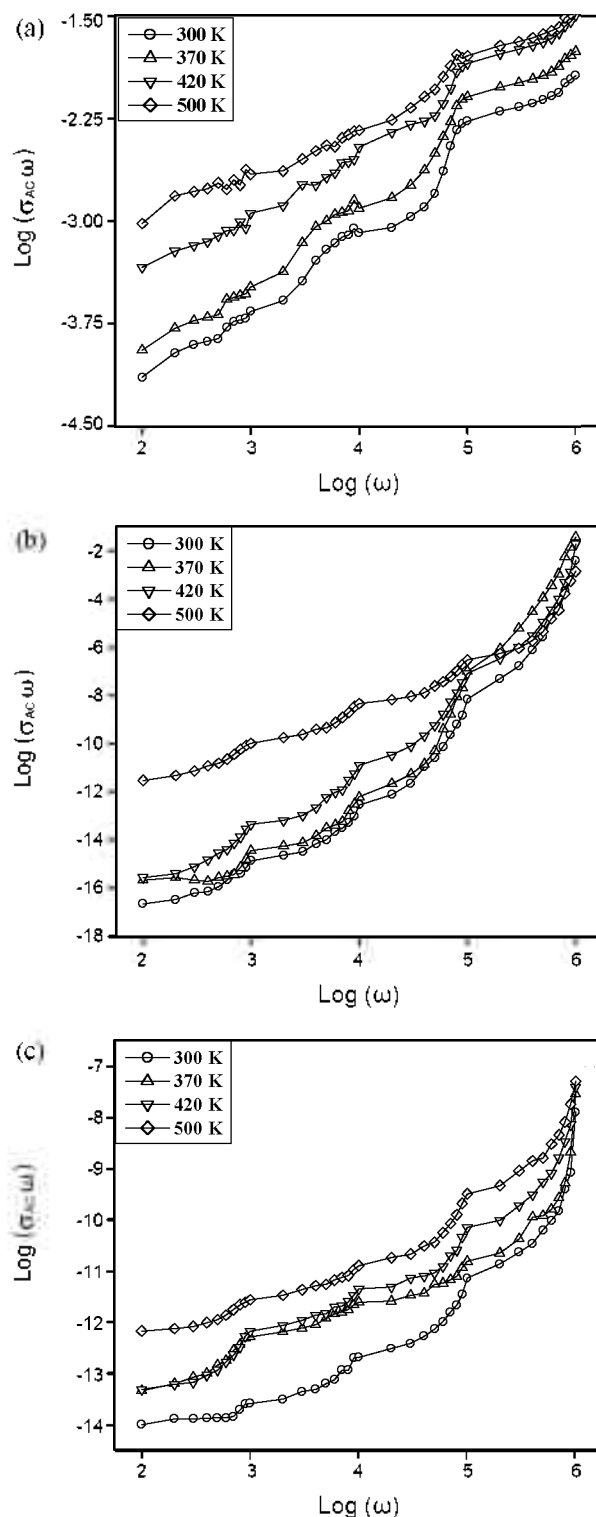 (a)
300 K
370 K
420 K
500 K
-1.50
-2.25
-3.00
-3.75
-4.50
Log (σAC ω)
2 3 4 5 6
Log (ω)
(b)
300 K
370 K
420 K
500 K
-2
-4
-6
-8
-10
-12
-14
-16
-18
Log (σAC ω)
2 3 4 5 6
Log (ω)
(c)
300 K
370 K
420 K
500 K
-7
-8
-9
-10
-11
-12
-13
-14
Log (σAC ω)
2 3 4 5 6
Log (ω)